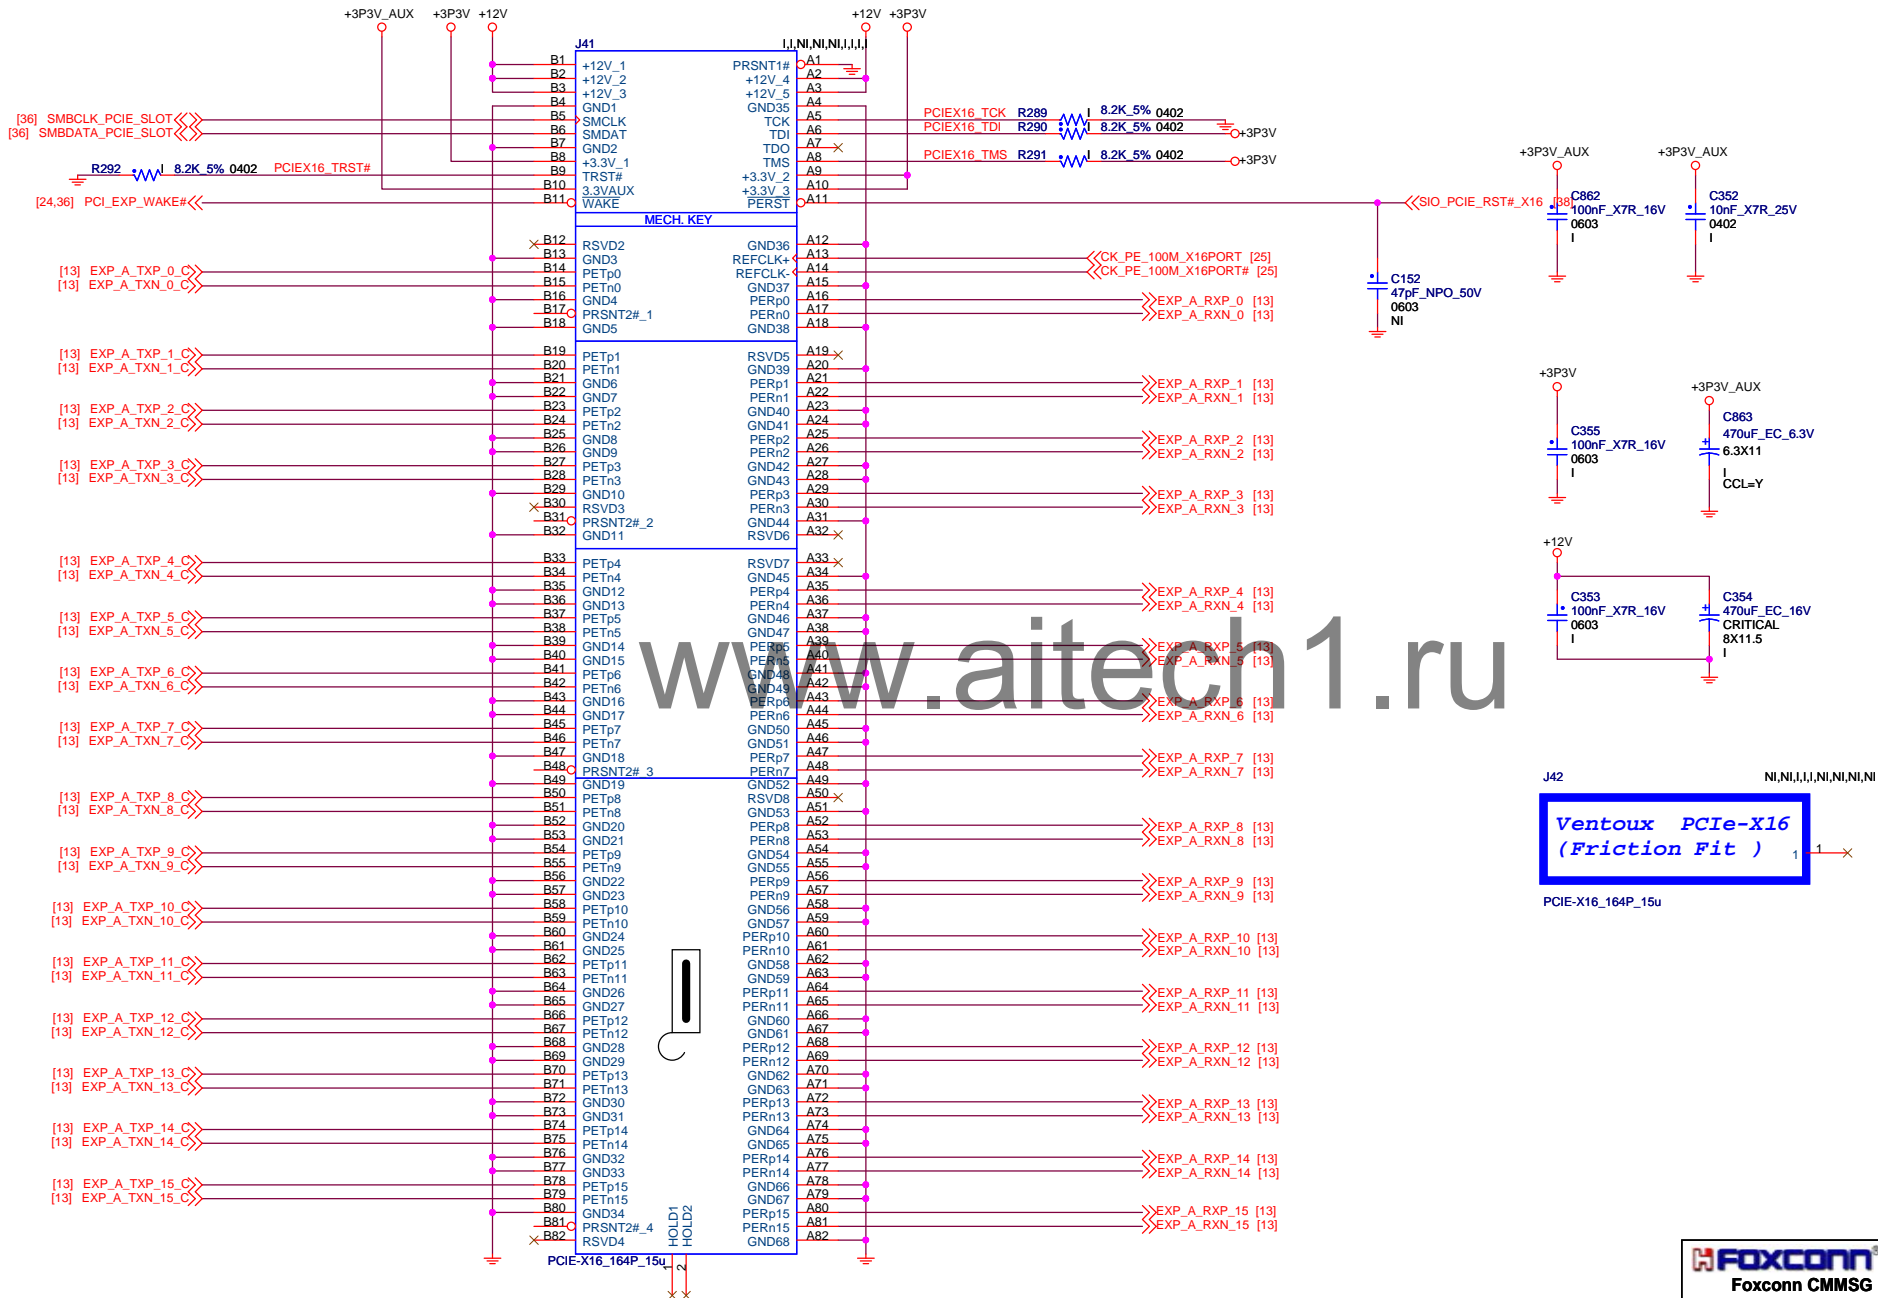 +3P3V_AUX +3P3V +12V
+12V +3P3V
J41 I,I,NI,NI,NI,I,I,I,I
B1 +12V_1 PRSNT1# A1
B2 +12V_2 +12V_4 A2
B3 +12V_3 +12V_5 A3
B4 GND1 GND35 A4
[36] SMBCLK_PCIE_SLOT B5 SMCLK TCK A5 PCIEX16_TCK R289 I 8.2K_5% 0402
[36] SMBDATA_PCIE_SLOT B6 SMDAT TDI A6 PCIEX16_TDI R290 I 8.2K_5% 0402 +3P3V
B7 GND2 TDO A7
B8 +3.3V_1 TMS A8 PCIEX16_TMS R291 I 8.2K_5% 0402 +3P3V
R292 I 8.2K_5% 0402 PCIEX16_TRST# B9 TRST# +3.3V_2 A9
B10 3.3VAUX +3.3V_3 A10
[24,36] PCI_EXP_WAKE# B11 WAKE PERST A11 SIO_PCIE_RST#_X16 [38]
MECH. KEY
B12 RSVD2 GND36 A12
B13 GND3 REFCLK+ A13 CK_PE_100M_X16PORT [25]
[13] EXP_A_TXP_0_C B14 PETp0 REFCLK- A14 CK_PE_100M_X16PORT# [25]
[13] EXP_A_TXN_0_C B15 PETn0 GND37 A15
B16 GND4 PERp0 A16 EXP_A_RXP_0 [13]
B17 PRSNT2#_1 PERn0 A17 EXP_A_RXN_0 [13]
B18 GND5 GND38 A18
[13] EXP_A_TXP_1_C B19 PETp1 RSVD5 A19
[13] EXP_A_TXN_1_C B20 PETn1 GND39 A20
B21 GND6 PERp1 A21 EXP_A_RXP_1 [13]
B22 GND7 PERn1 A22 EXP_A_RXN_1 [13]
[13] EXP_A_TXP_2_C B23 PETp2 GND40 A23
[13] EXP_A_TXN_2_C B24 PETn2 GND41 A24
B25 GND8 PERp2 A25 EXP_A_RXP_2 [13]
B26 GND9 PERn2 A26 EXP_A_RXN_2 [13]
[13] EXP_A_TXP_3_C B27 PETp3 GND42 A27
[13] EXP_A_TXN_3_C B28 PETn3 GND43 A28
B29 GND10 PERp3 A29 EXP_A_RXP_3 [13]
B30 RSVD3 PERn3 A30 EXP_A_RXN_3 [13]
B31 PRSNT2#_2 GND44 A31
B32 GND11 RSVD6 A32
[13] EXP_A_TXP_4_C B33 PETp4 RSVD7 A33
[13] EXP_A_TXN_4_C B34 PETn4 GND45 A34
B35 GND12 PERp4 A35 EXP_A_RXP_4 [13]
B36 GND13 PERn4 A36 EXP_A_RXN_4 [13]
[13] EXP_A_TXP_5_C B37 PETp5 GND46 A37
[13] EXP_A_TXN_5_C B38 PETn5 GND47 A38
B39 GND14 PERp5 A39 EXP_A_RXP_5 [13]
B40 GND15 PERn5 A40 EXP_A_RXN_5 [13]
[13] EXP_A_TXP_6_C B41 PETp6 GND48 A41
[13] EXP_A_TXN_6_C B42 PETn6 GND49 A42
B43 GND16 PERp6 A43 EXP_A_RXP_6 [13]
B44 GND17 PERn6 A44 EXP_A_RXN_6 [13]
[13] EXP_A_TXP_7_C B45 PETp7 GND50 A45
[13] EXP_A_TXN_7_C B46 PETn7 GND51 A46
B47 GND18 PERp7 A47 EXP_A_RXP_7 [13]
B48 PRSNT2#_3 PERn7 A48 EXP_A_RXN_7 [13]
B49 GND19 GND52 A49
[13] EXP_A_TXP_8_C B50 PETp8 RSVD8 A50
[13] EXP_A_TXN_8_C B51 PETn8 GND53 A51
B52 GND20 PERp8 A52 EXP_A_RXP_8 [13]
B53 GND21 PERn8 A53 EXP_A_RXN_8 [13]
[13] EXP_A_TXP_9_C B54 PETp9 GND54 A54
[13] EXP_A_TXN_9_C B55 PETn9 GND55 A55
B56 GND22 PERp9 A56 EXP_A_RXP_9 [13]
B57 GND23 PERn9 A57 EXP_A_RXN_9 [13]
[13] EXP_A_TXP_10_C B58 PETp10 GND56 A58
[13] EXP_A_TXN_10_C B59 PETn10 GND57 A59
B60 GND24 PERp10 A60 EXP_A_RXP_10 [13]
B61 GND25 PERn10 A61 EXP_A_RXN_10 [13]
[13] EXP_A_TXP_11_C B62 PETp11 GND58 A62
[13] EXP_A_TXN_11_C B63 PETn11 GND59 A63
B64 GND26 PERp11 A64 EXP_A_RXP_11 [13]
B65 GND27 PERn11 A65 EXP_A_RXN_11 [13]
[13] EXP_A_TXP_12_C B66 PETp12 GND60 A66
[13] EXP_A_TXN_12_C B67 PETn12 GND61 A67
B68 GND28 PERp12 A68 EXP_A_RXP_12 [13]
B69 GND29 PERn12 A69 EXP_A_RXN_12 [13]
[13] EXP_A_TXP_13_C B70 PETp13 GND62 A70
[13] EXP_A_TXN_13_C B71 PETn13 GND63 A71
B72 GND30 PERp13 A72 EXP_A_RXP_13 [13]
B73 GND31 PERn13 A73 EXP_A_RXN_13 [13]
[13] EXP_A_TXP_14_C B74 PETp14 GND64 A74
[13] EXP_A_TXN_14_C B75 PETn14 GND65 A75
B76 GND32 PERp14 A76 EXP_A_RXP_14 [13]
B77 GND33 PERn14 A77 EXP_A_RXN_14 [13]
[13] EXP_A_TXP_15_C B78 PETp15 GND66 A78
[13] EXP_A_TXN_15_C B79 PETn15 GND67 A79
B80 GND34 PERp15 A80 EXP_A_RXP_15 [13]
B81 PRSNT2#_4 PERn15 A81 EXP_A_RXN_15 [13]
B82 RSVD4 GND68 A82
HOLD1
HOLD2
PCIE-X16_164P_15u
1
2
C152
47pF_NPO_50V
0603
NI
+3P3V_AUX
C862
100nF_X7R_16V
0603
I
+3P3V_AUX
C352
10nF_X7R_25V
0402
I
+3P3V
C355
100nF_X7R_16V
0603
I
+3P3V_AUX
C863
470uF_EC_6.3V
6.3X11
I
CCL=Y
+12V
C353
100nF_X7R_16V
0603
I
C354
470uF_EC_16V
CRITICAL
8X11.5
I
www.aitech1.ru
J42 NI,NI,I,I,I,NI,NI,NI,NI
Ventoux PCIe-X16
(Friction Fit )
1 1
PCIE-X16_164P_15u
FOXCONN®
Foxconn CMMSG